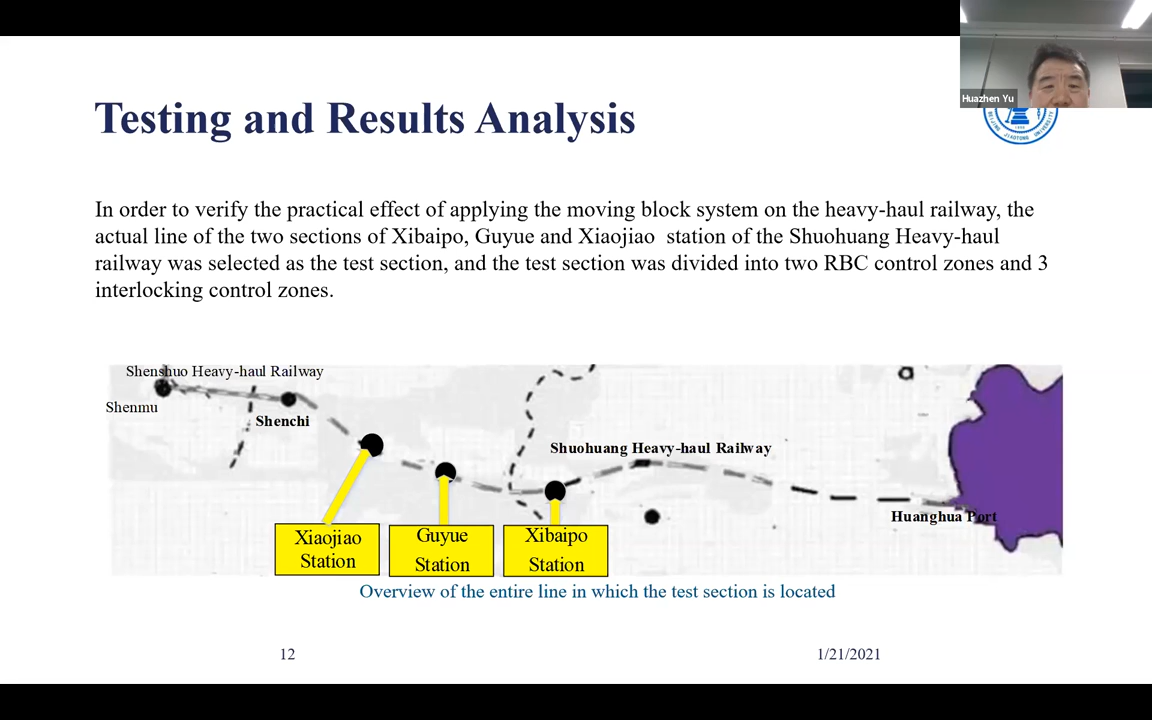 Huazhen Yu
Testing and Results Analysis
BEIJING JIAOTONG UNIVERSITY
In order to verify the practical effect of applying the moving block system on the heavy-haul railway, the
actual line of the two sections of Xibaipo, Guyue and Xiaojiao station of the Shuohuang Heavy-haul
railway was selected as the test section, and the test section was divided into two RBC control zones and 3
interlocking control zones.
Shenshuo Heavy-haul Railway
Shenmu
Shenchi
Shuohuang Heavy-haul Railway
Huanghua Port
Xiaojiao
Station
Guyue
Station
Xibaipo
Station
Overview of the entire line in which the test section is located
12
1/21/2021